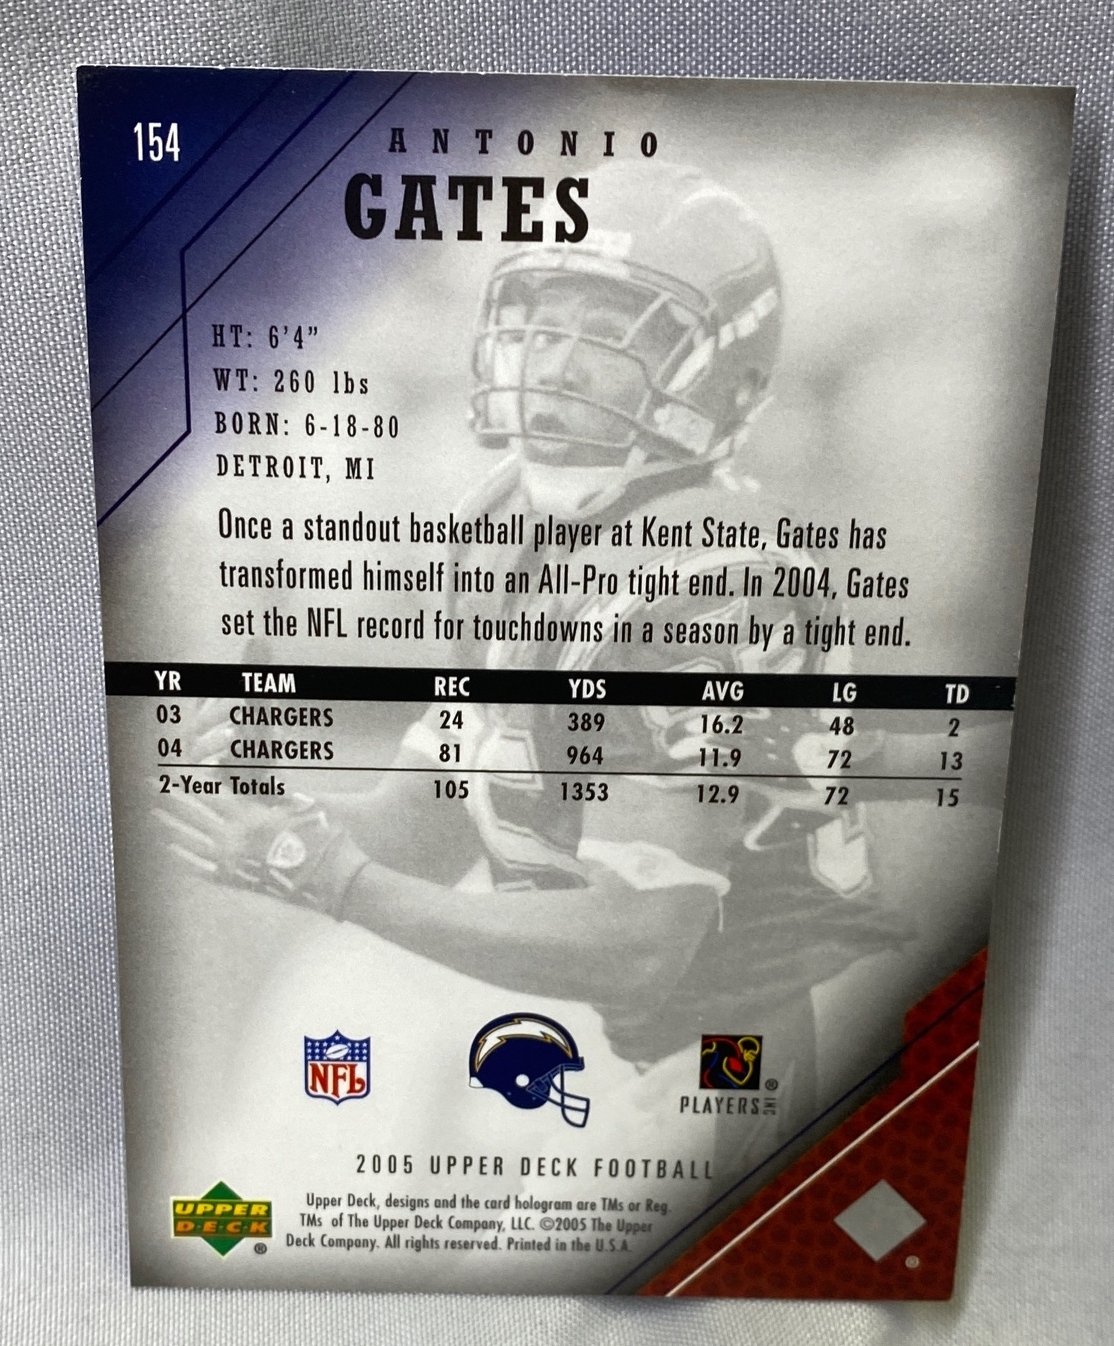 154
ANTONIO
GATES
HT: 6'4"
WT: 260 lbs
BORN: 6-18-80
DETROIT, MI
Once a standout basketball player at Kent State, Gates has
transformed himself into an All-Pro tight end. In 2004, Gates
set the NFL record for touchdowns in a season by a tight end.
YR TEAM REC YDS AVG LG TD
03 CHARGERS 24 389 16.2 48 2
04 CHARGERS 81 964 11.9 72 13
2-Year Totals 105 1353 12.9 72 15
NFL
PLAYERS INC ®
2005 UPPER DECK FOOTBALL
UPPER
DECK ®
Upper Deck, designs and the card hologram are TMs or Reg.
TMs of The Upper Deck Company, LLC. ©2005 The Upper
Deck Company. All rights reserved. Printed in the U.S.A.
®